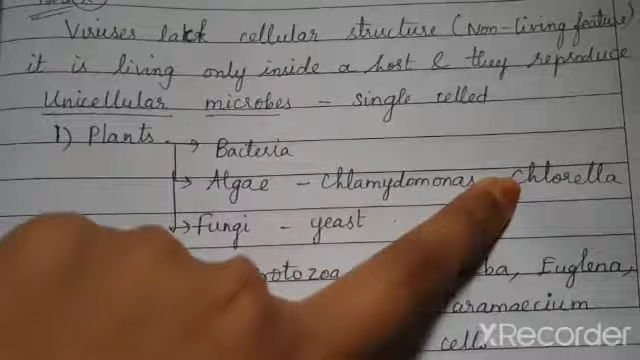 Viruses lack cellular structure (Non-living feature)
it is living only inside a host & they reproduce
Unicellular microbes - single celled
1) Plants → Bacteria
→ Algae - Chlamydomonas Chlorella
→ Fungi - yeast
Euglena,
cell
XRecorder